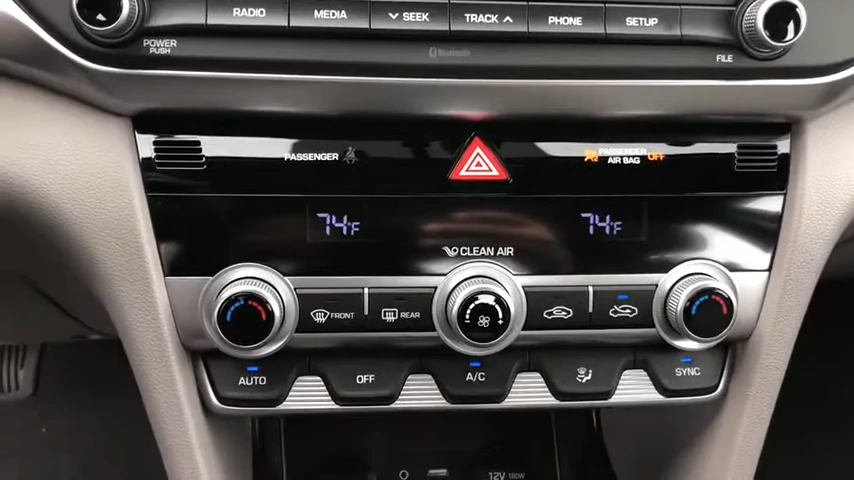 RADIO MEDIA SEEK TRACK PHONE SETUP
POWER
PUSH
Bluetooth
FILE
PASSENGER
PASSENGER
AIR BAG OFF
74°F 74°F
CLEAN AIR
FRONT REAR
AUTO OFF A/C SYNC
12V 180W